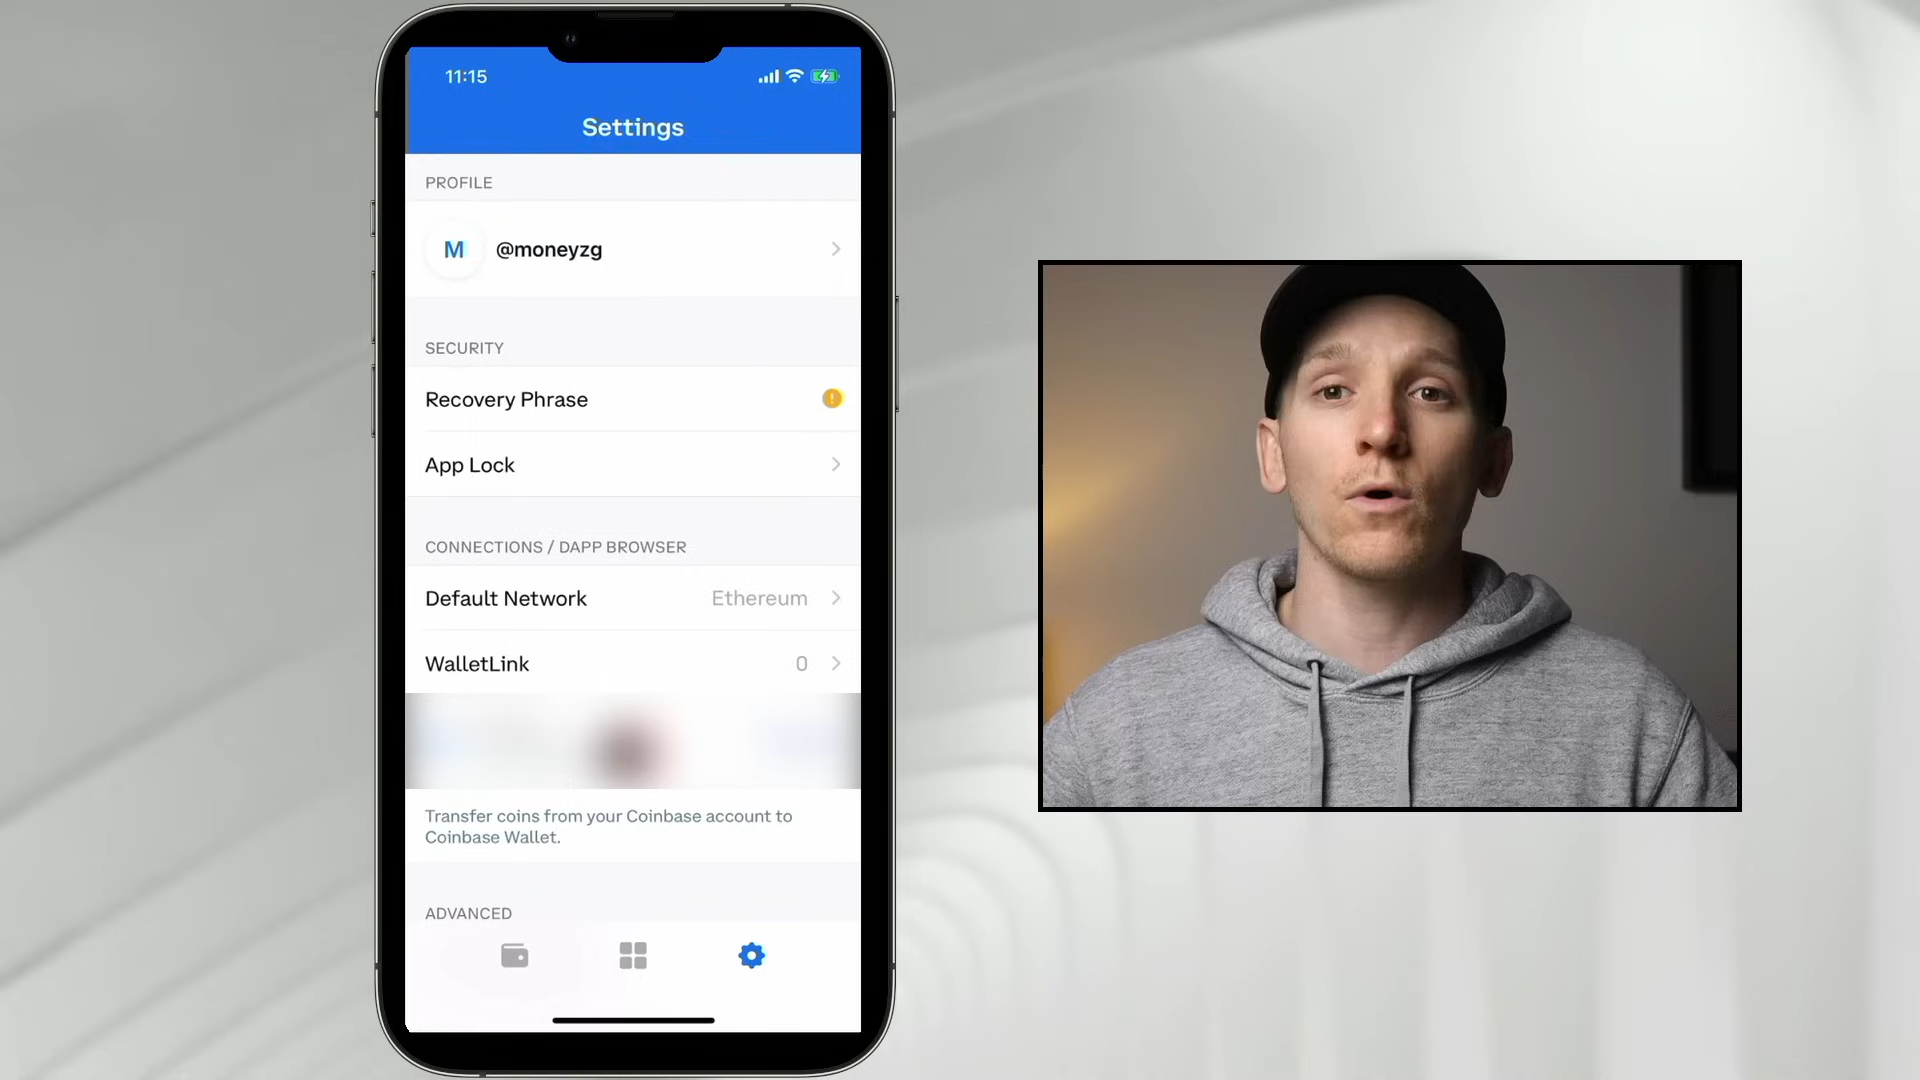 11:15
Settings
PROFILE
M @moneyzg
SECURITY
Recovery Phrase
App Lock
CONNECTIONS / DAPP BROWSER
Default Network Ethereum
WalletLink 0
Transfer coins from your Coinbase account to
Coinbase Wallet.
ADVANCED